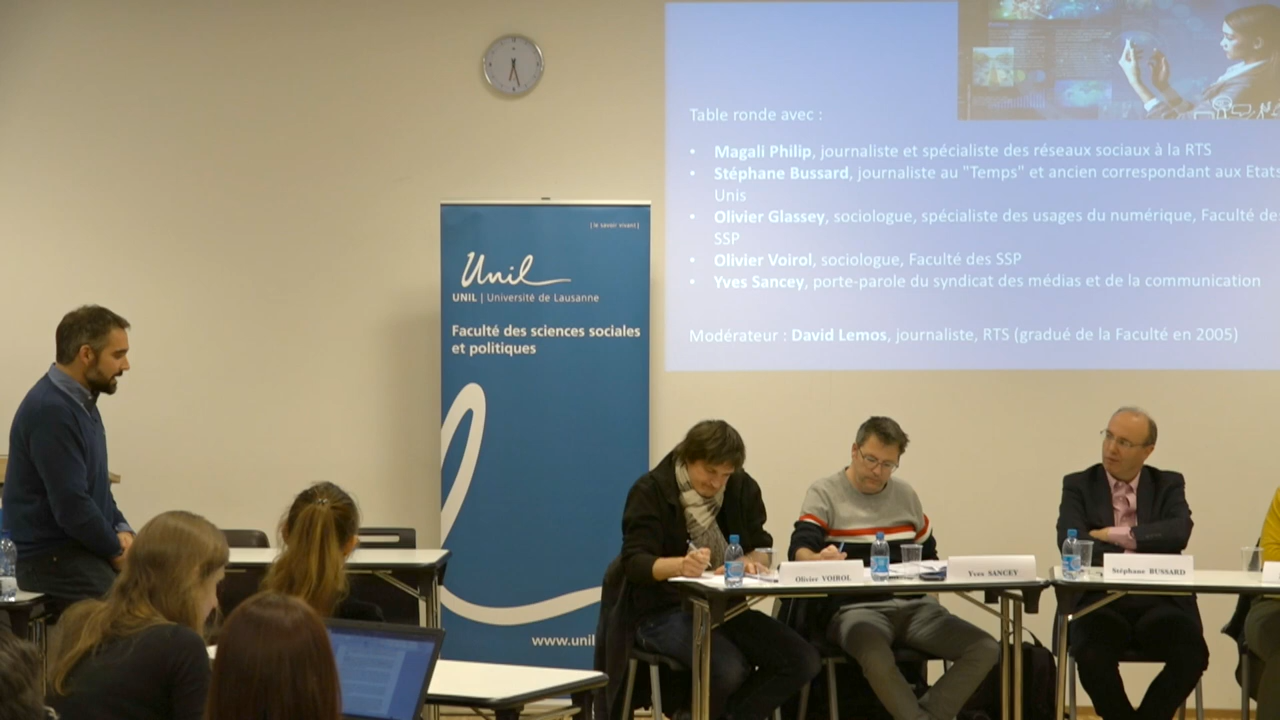 Table ronde avec :
• Magali Philip, journaliste et spécialiste des réseaux sociaux à la RTS
• Stéphane Bussard, journaliste au "Temps" et ancien correspondant aux Etats
Unis
• Olivier Glassey, sociologue, spécialiste des usages du numérique, Faculté des
SSP
• Olivier Voirol, sociologue, Faculté des SSP
• Yves Sancey, porte-parole du syndicat des médias et de la communication
Modérateur : David Lemos, journaliste, RTS (gradué de la Faculté en 2005)
| le savoir vivant |
Unil
UNIL | Université de Lausanne
Faculté des sciences sociales
et politiques
www.unil
Olivier VOIROL
Yves SANCEY
Stéphane BUSSARD